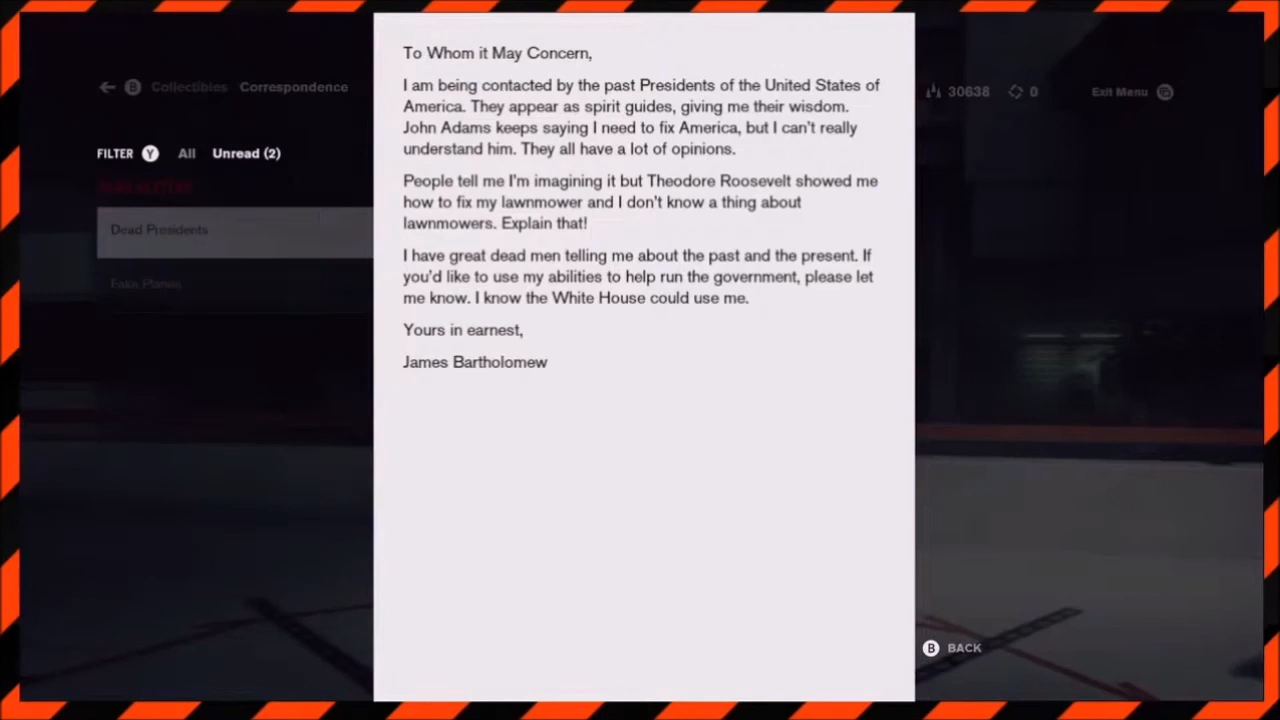 To Whom it May Concern,
I am being contacted by the past Presidents of the United States of
America. They appear as spirit guides, giving me their wisdom.
John Adams keeps saying I need to fix America, but I can't really
understand him. They all have a lot of opinions.
People tell me I'm imagining it but Theodore Roosevelt showed me
how to fix my lawnmower and I don't know a thing about
lawnmowers. Explain that!
I have great dead men telling me about the past and the present. If
you'd like to use my abilities to help run the government, please let
me know. I know the White House could use me.
Yours in earnest,
James Bartholomew
B Collectibles Correspondence
30638 0 Exit Menu
FILTER Y All Unread (2)
Dead Presidents
Fake Planes
B BACK